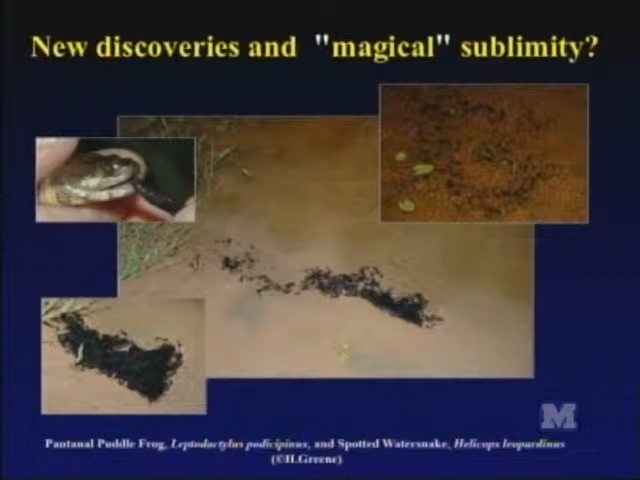 New discoveries and "magical" sublimity?
M
Pantanal Puddle Frog, Leptodactylus podicipinus, and Spotted Watersnake, Helicops leopardinus
(©H.Greene)